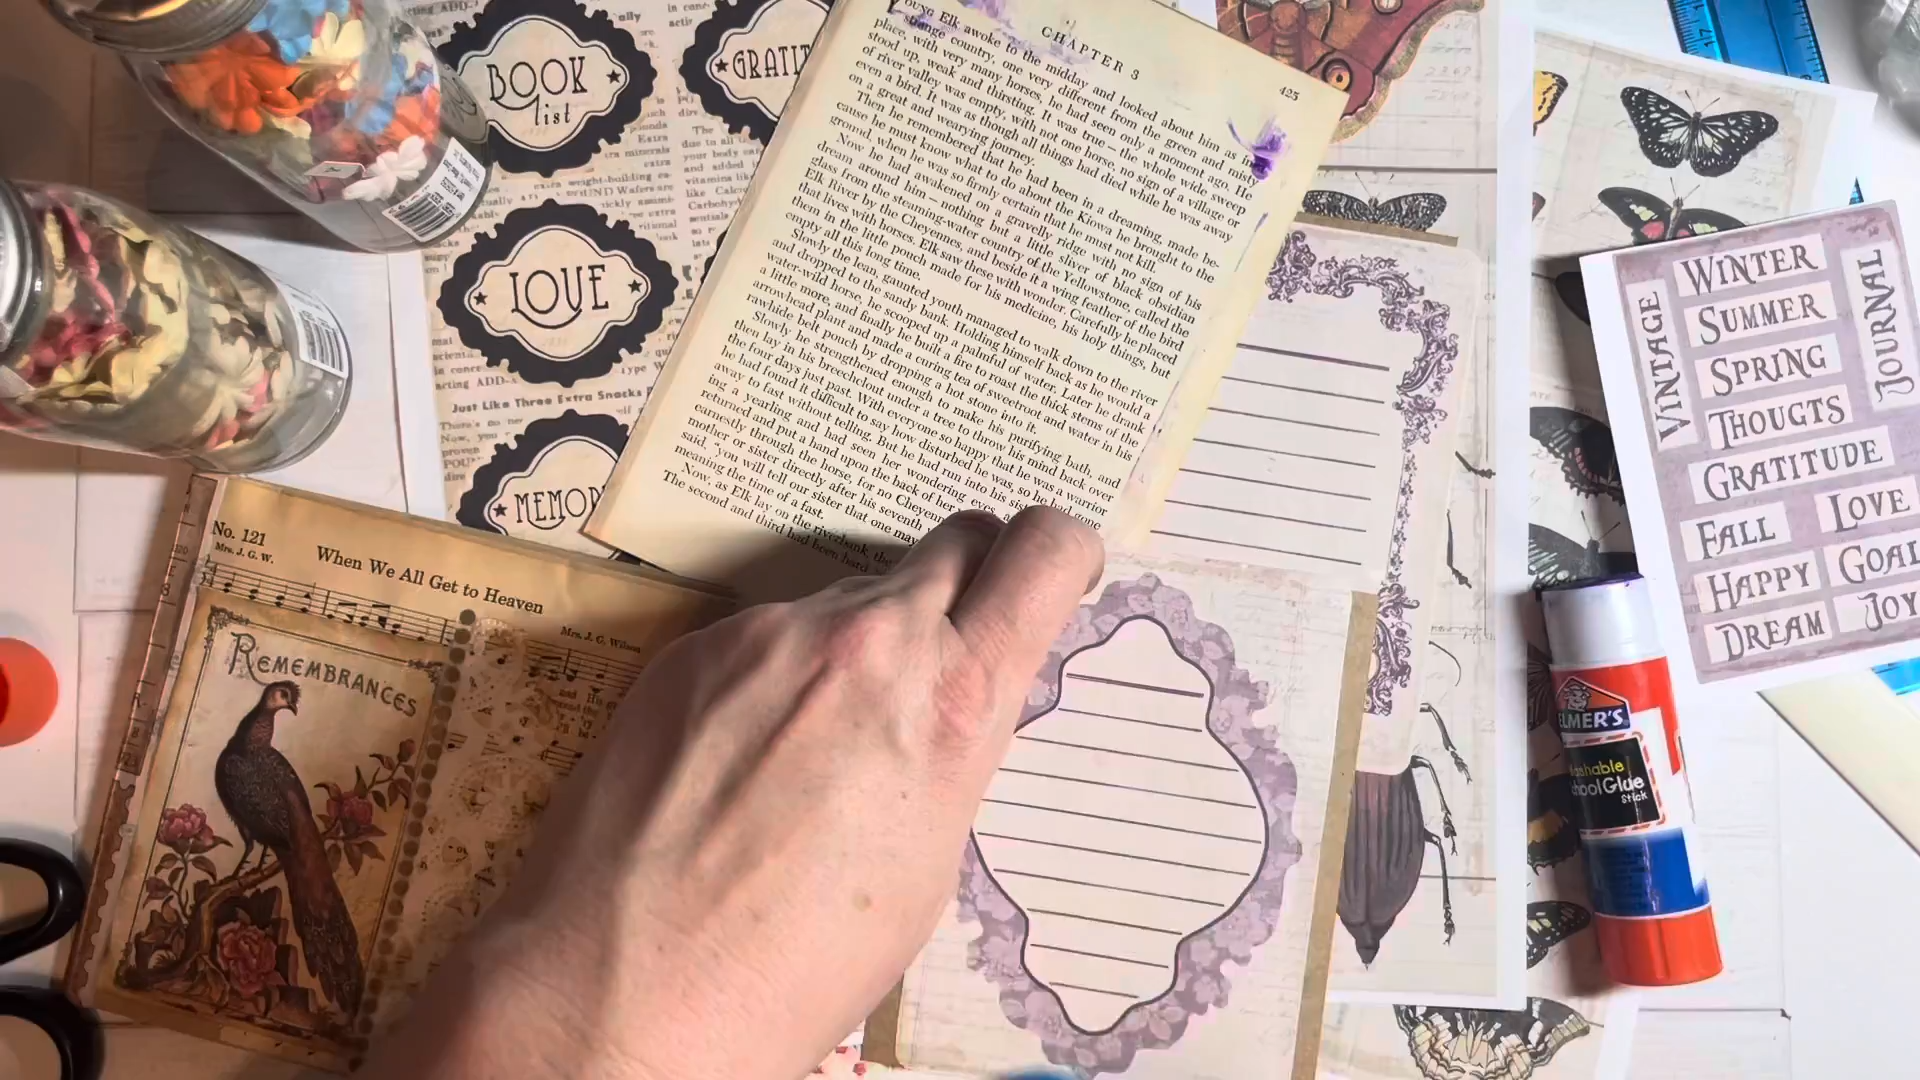 BOOK
list
GRATIT
LOVE
Just Like Three Extra Snacks
MEMOR
CHAPTER 3
425
oung Elk awoke to the midday and looked about him as in
strange country, one very different from the green and misty
place, with very many horses, he had seen only a moment ago. He
stood up, weak and thirsting. It was true—the whole wide sweep
of river valley was empty, with not one horse, no sign of a village or
even a bird. It was as though all things had died while he was away
on a great and wearying journey.
Then he remembered that he had been in a dreaming, made be-
cause he must know what to do about the Kiowa he brought to the
ground, when he was so firmly certain that he must not kill.
Now he had awakened on a gravelly ridge with no sign of his
dream around him—nothing but a little sliver of black obsidian
glass from the steaming-water country of the Yellowstone, called the
Elk River by the Cheyennes, and beside it a wing feather of the bird
that lives with horses. Elk saw these with wonder. Carefully he placed
them in the little pouch made for his medicine, his holy things, but
empty all this long time.
Slowly the lean, gaunted youth managed to walk down to the river
and dropped to the sandy bank. Holding himself back as he would a
water-wild horse, he scooped up a palmful of water. Later he drank
a little more, and finally he built a fire to roast the thick stems of the
arrowhead plant and made a curing tea of sweetroot and water in his
rawhide belt pouch by dropping a hot stone into it.
Slowly he strengthened enough to make his purifying bath, and
then lay in his breechclout under a tree to throw his mind back over
the four days just past. With everyone so happy that he was a warrior
he had found it difficult to say how disturbed he was, so he had gone
away to fast without telling. But he had run into his sist
ing a yearling, and had seen her wondering eyes, a
returned and put a hand upon the back of her
earnestly through the horse, for no Cheyenn
mother or sister directly after his seventh
said, "you will tell our sister that one may
meaning the time of a fast.
Now, as Elk lay on the riverbank, the
The second and third had been hard
No. 121
When We All Get to Heaven
Mrs. J. G. W.
Mrs. J. G. Wilson
REMEMBRANCES
VINTAGE
JOURNAL
WINTER
SUMMER
SPRING
THOUGTS
GRATITUDE
FALL
LOVE
HAPPY
GOAL
DREAM
JOY
ELMER'S
Washable
School Glue
Stick
17